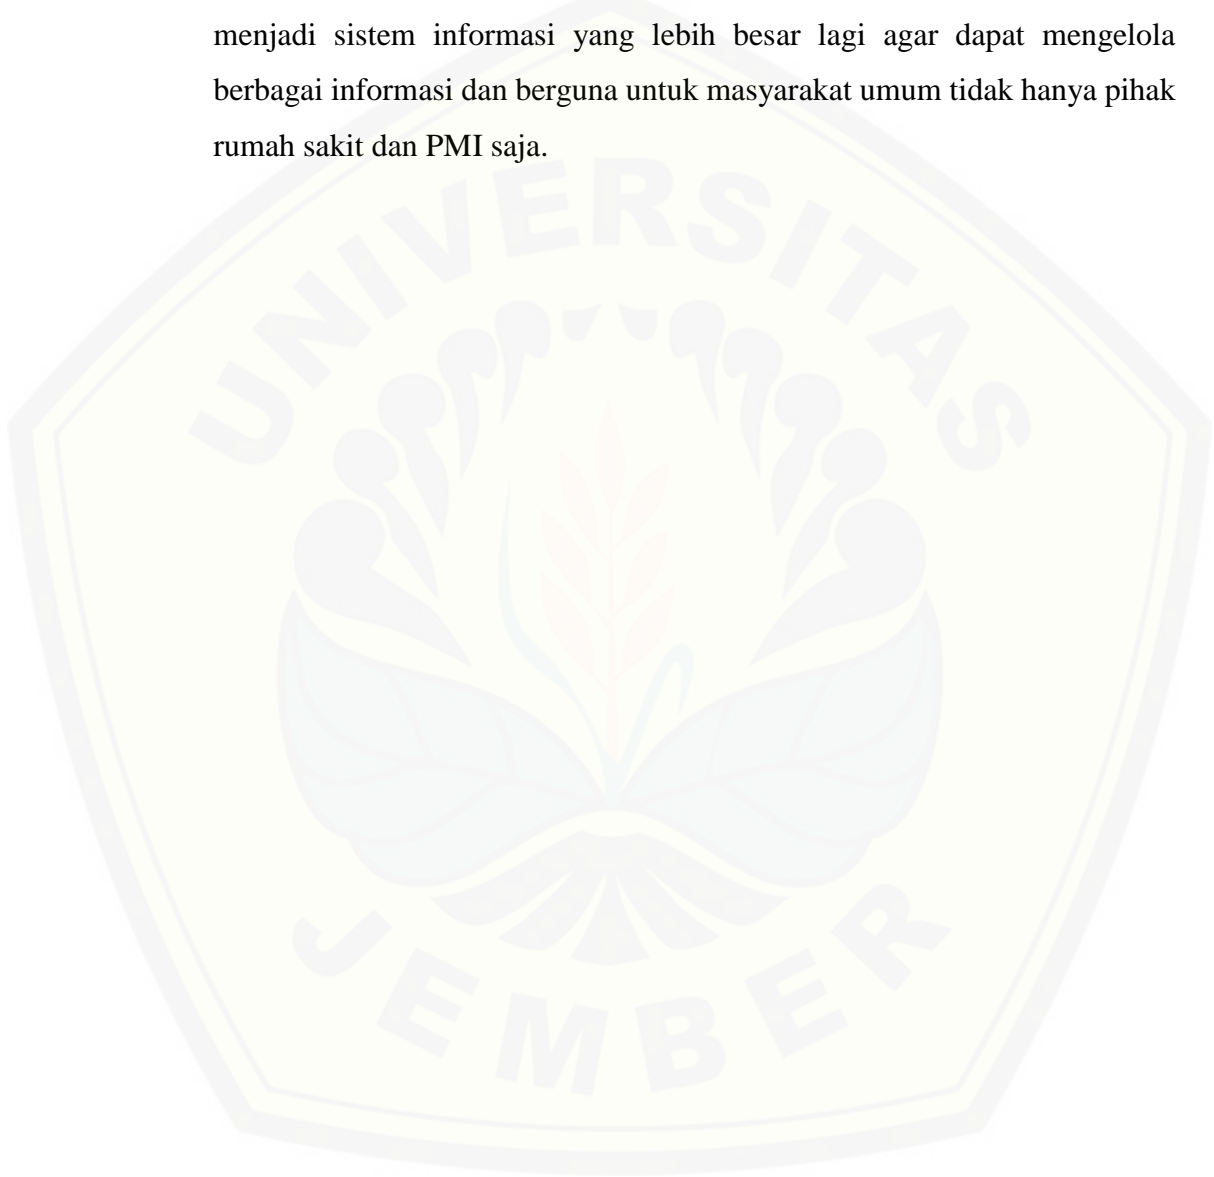 menjadi sistem informasi yang lebih besar lagi agar dapat mengelola
berbagai informasi dan berguna untuk masyarakat umum tidak hanya pihak
rumah sakit dan PMI saja.
UNIVERSITAS
JEMBER